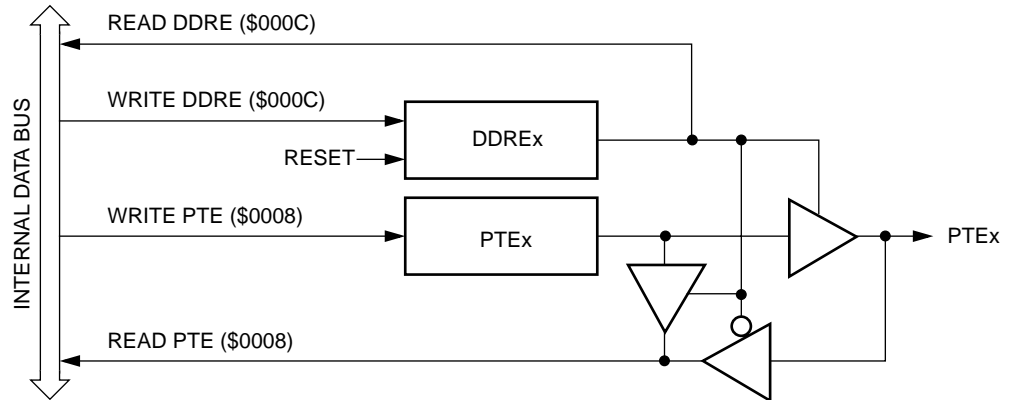 READ DDRE ($000C)
WRITE DDRE ($000C)
DDREx
RESET
INTERNAL DATA BUS
WRITE PTE ($0008)
PTEx
PTEx
READ PTE ($0008)